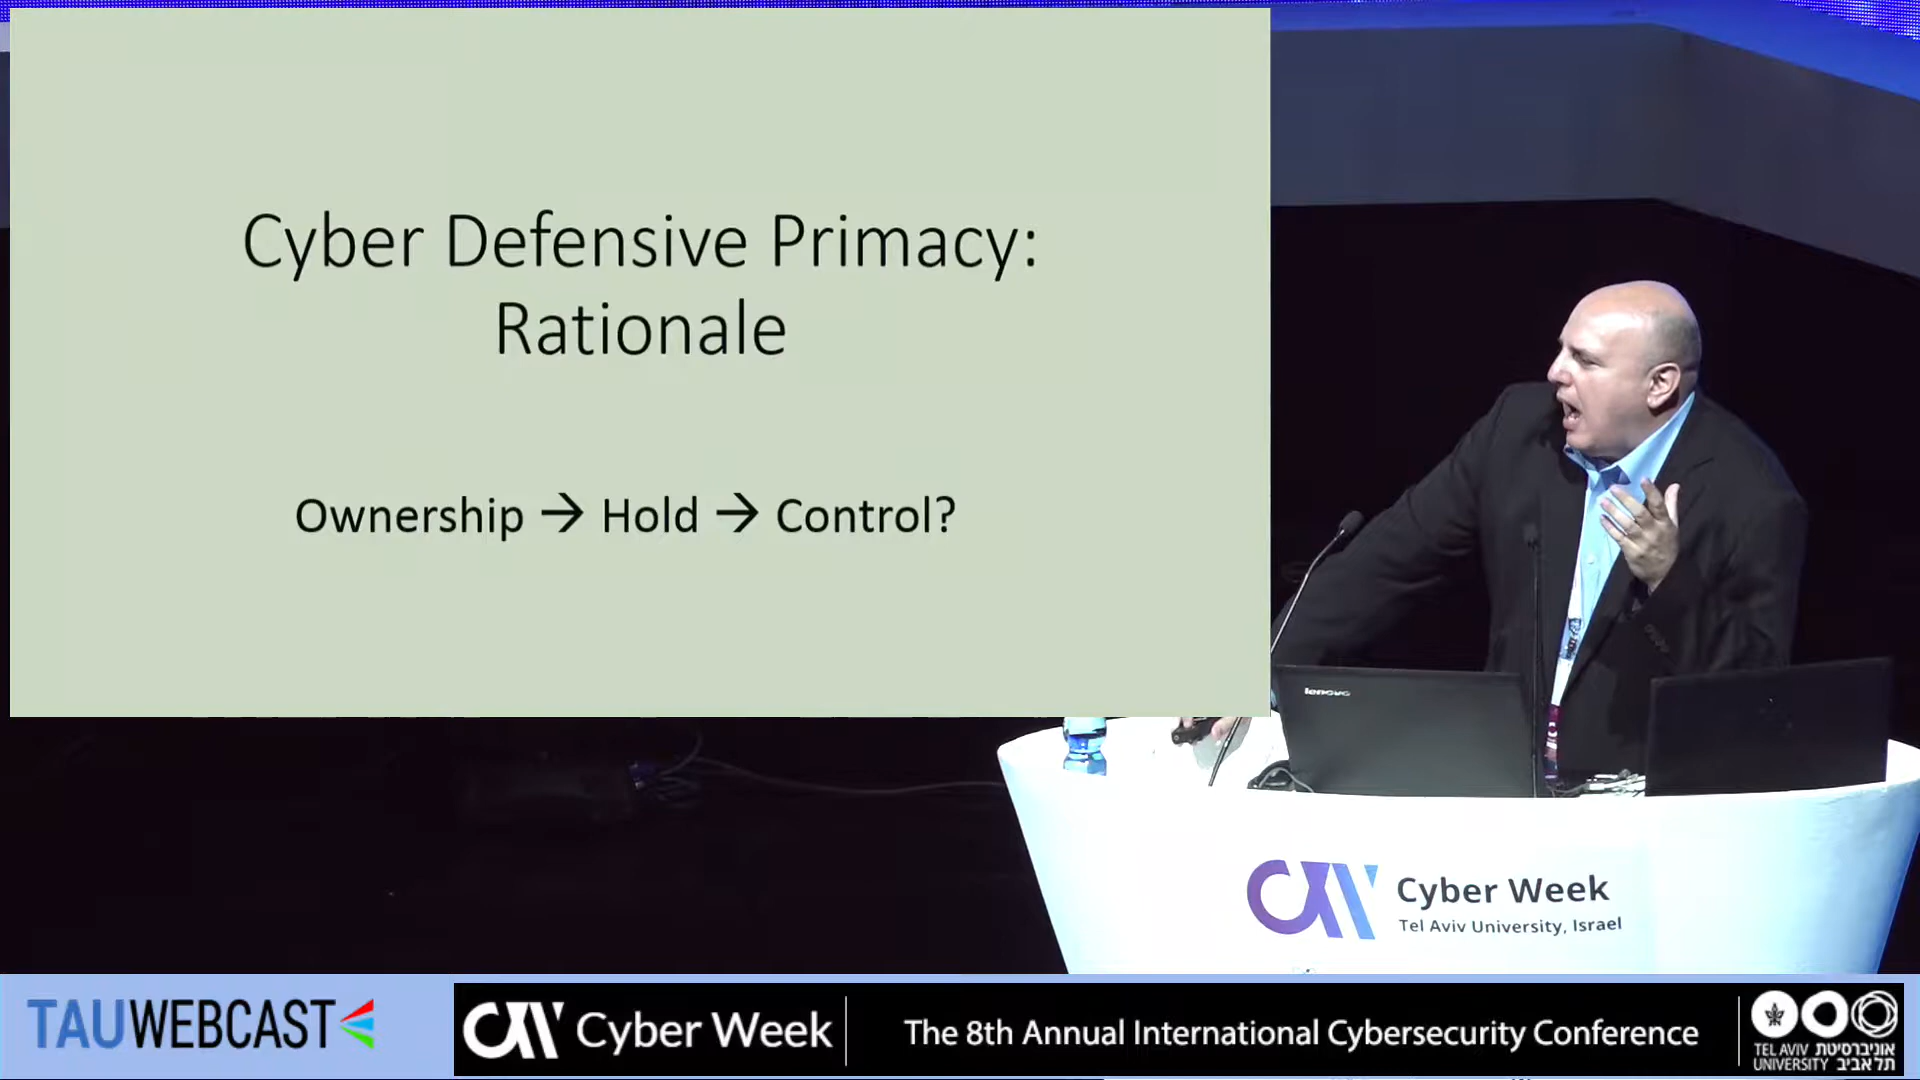 Cyber Defensive Primacy:
Rationale
Ownership → Hold → Control?
lenovo
Cyber Week
Tel Aviv University, Israel
TAUWEBCAST
Cyber Week
The 8th Annual International Cybersecurity Conference
TEL AVIV אוניברסיטת
UNIVERSITY תל אביב